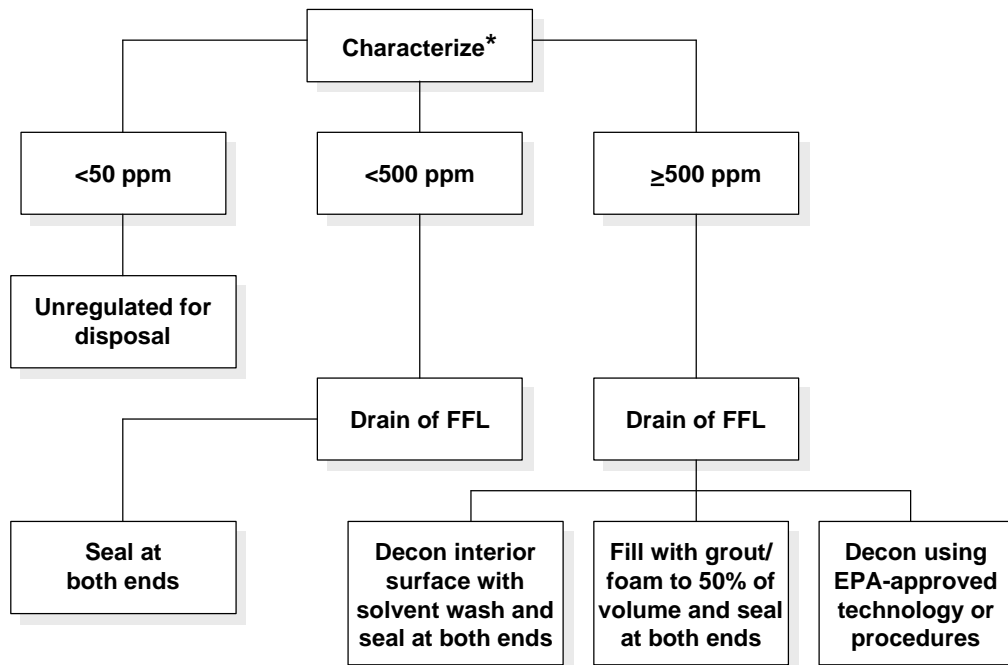 Characterize*
<50 ppm
<500 ppm
≥500 ppm
Unregulated for
disposal
Drain of FFL
Drain of FFL
Seal at
both ends
Decon interior
surface with
solvent wash and
seal at both ends
Fill with grout/
foam to 50% of
volume and seal
at both ends
Decon using
EPA-approved
technology or
procedures